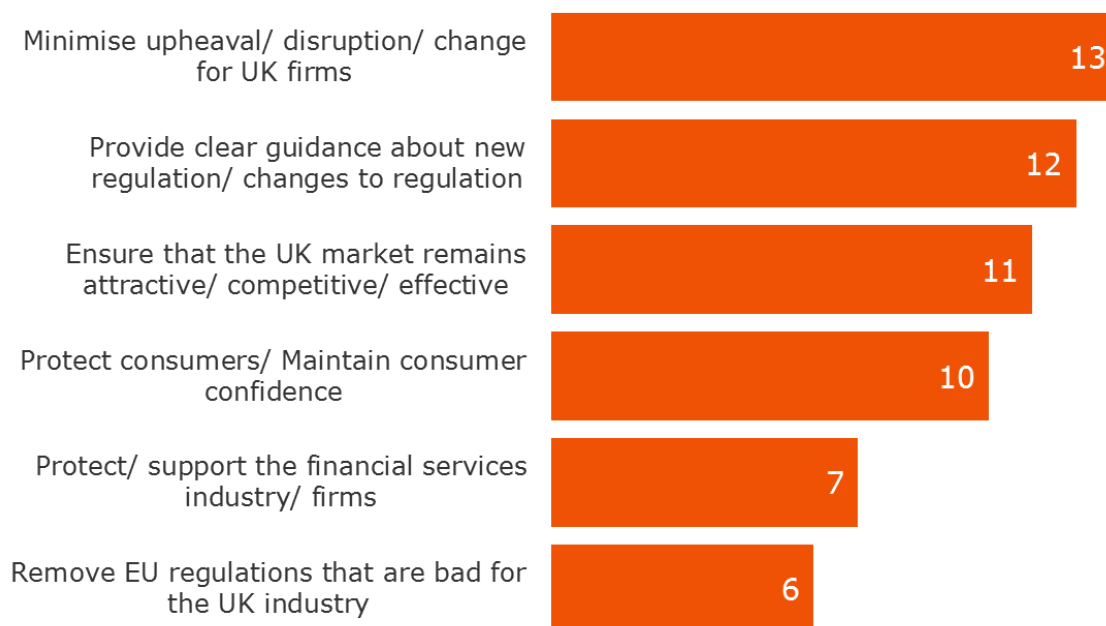 Minimise upheaval/ disruption/ change
for UK firms
13
Provide clear guidance about new
regulation/ changes to regulation
12
Ensure that the UK market remains
attractive/ competitive/ effective
11
Protect consumers/ Maintain consumer
confidence
10
Protect/ support the financial services
industry/ firms
7
Remove EU regulations that are bad for
the UK industry
6